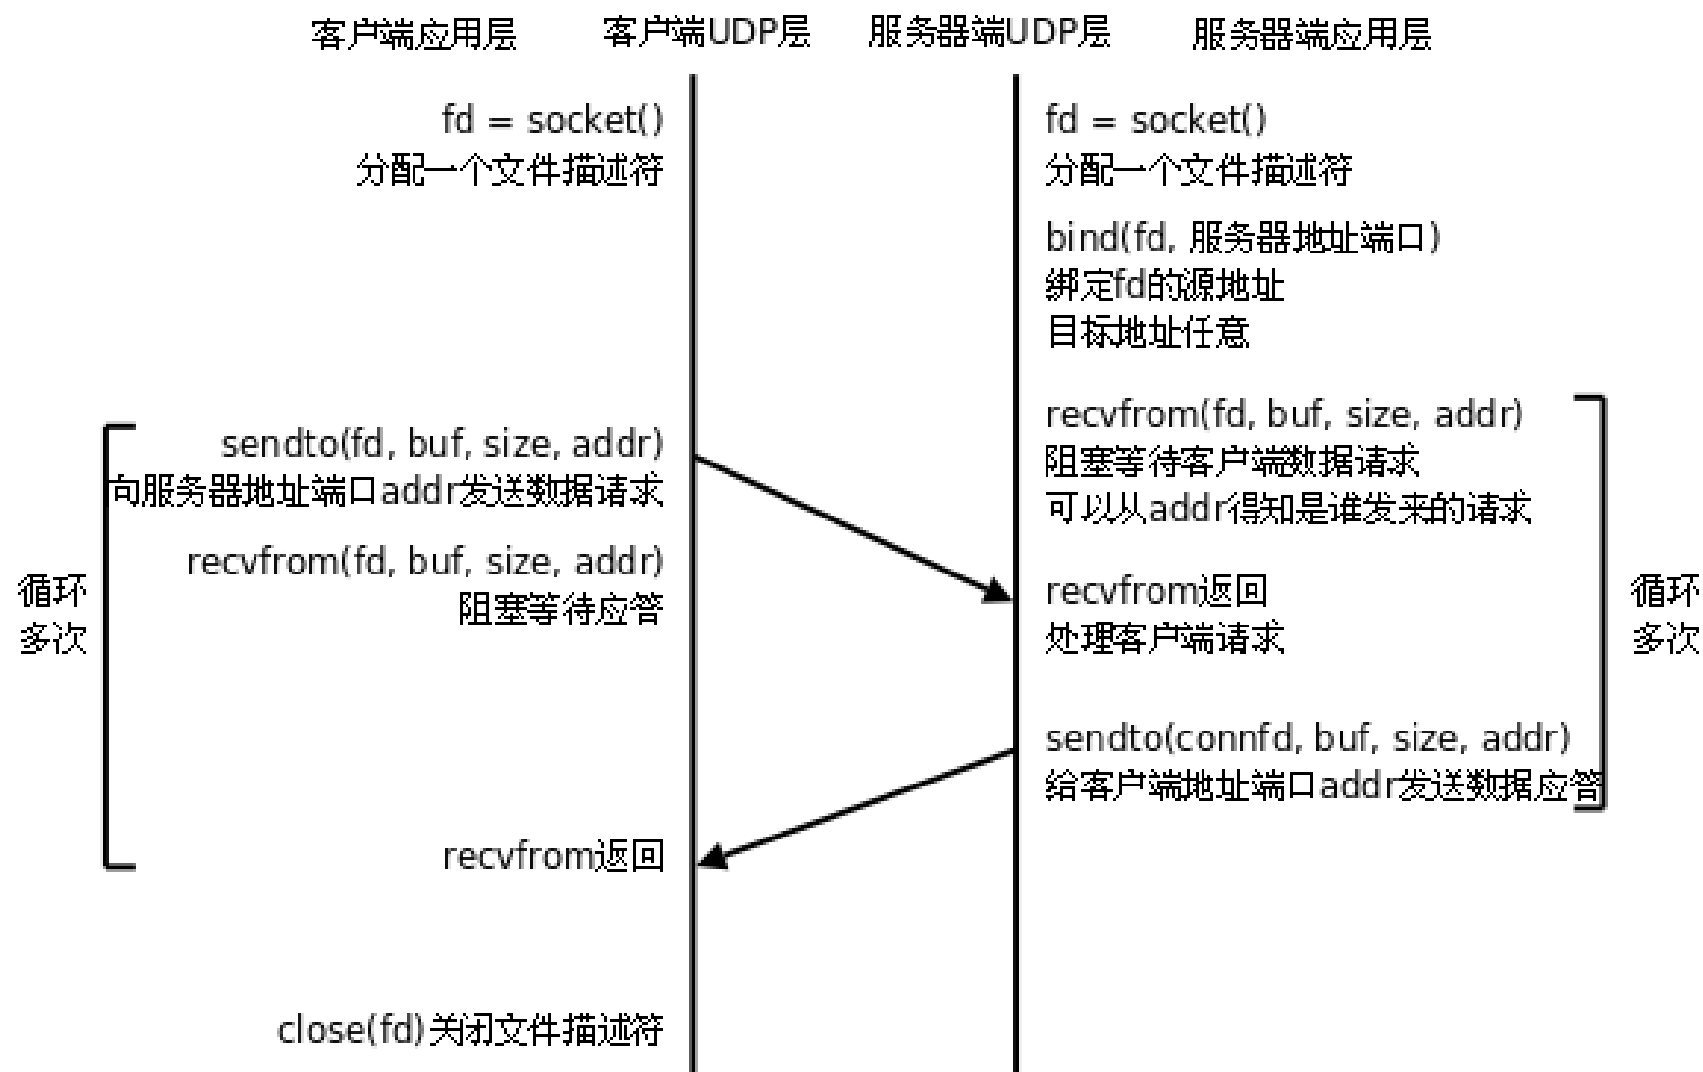 客户端应用层
客户端UDP层
服务器端UDP层
服务器端应用层
fd = socket()
分配一个文件描述符
fd = socket()
分配一个文件描述符
bind(fd, 服务器地址端口)
绑定fd的源地址
目标地址任意
sendto(fd, buf, size, addr)
向服务器地址端口addr发送数据请求
recvfrom(fd, buf, size, addr)
阻塞等待应答
循环
多次
recvfrom(fd, buf, size, addr)
阻塞等待客户端数据请求
可以从addr得知是谁发来的请求
recvfrom返回
处理客户端请求
循环
多次
sendto(connfd, buf, size, addr)
给客户端地址端口addr发送数据应答
recvfrom返回
close(fd)关闭文件描述符